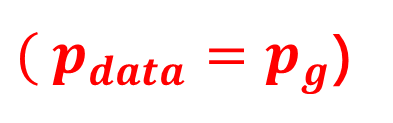 ( p_data = p_g)